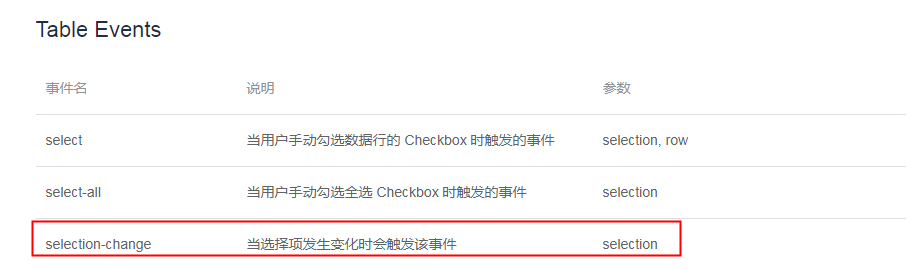 Table Events
事件名 说明 参数
select 当用户手动勾选数据行的 Checkbox 时触发的事件 selection, row
select-all 当用户手动勾选全选 Checkbox 时触发的事件 selection
selection-change 当选择项发生变化时会触发该事件 selection